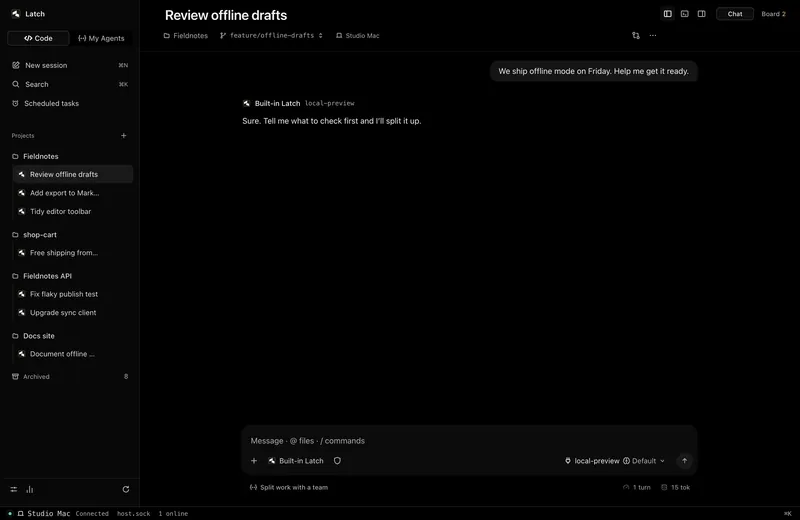 Latch
Code
My Agents
New session ⌘N
Search ⌘K
Scheduled tasks
Projects
Fieldnotes
Review offline drafts
Add export to Mark...
Tidy editor toolbar
shop-cart
Free shipping from...
Fieldnotes API
Fix flaky publish test
Upgrade sync client
Docs site
Document offline ...
Archived 8
Review offline drafts
Chat
Board 2
Fieldnotes
feature/offline-drafts
Studio Mac
We ship offline mode on Friday. Help me get it ready.
Built-in Latch local-preview
Sure. Tell me what to check first and I'll split it up.
Message · @ files · / commands
Built-in Latch
local-preview
Default
Split work with a team
1 turn
15 tok
Studio Mac Connected host.sock 1 online
⌘K